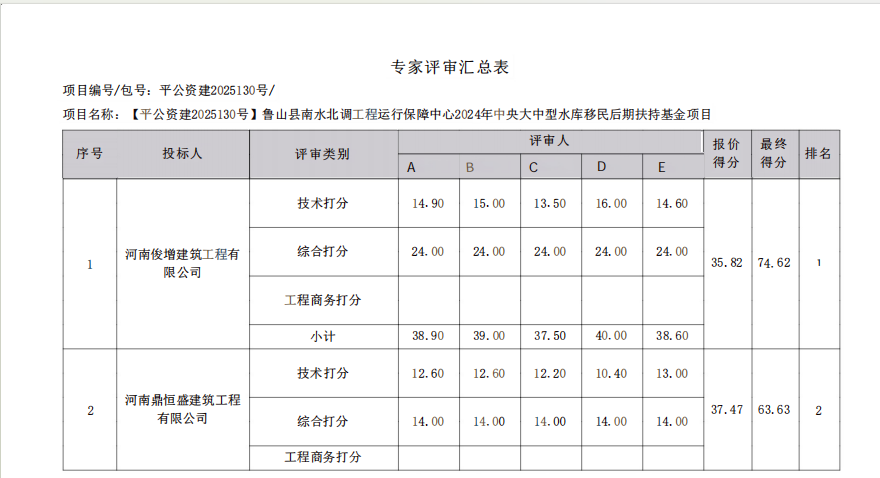 专家评审汇总表
项目编号/包号：平公资建2025130号/
项目名称：【平公资建2025130号】鲁山县南水北调工程运行保障中心2024年中央大中型水库移民后期扶持基金项目
序号 投标人 评审类别 评审人 报价得分 最终得分 排名
A B C D E
1 河南俊增建筑工程有限公司 技术打分 14.90 15.00 13.50 16.00 14.60 35.82 74.62 1
综合打分 24.00 24.00 24.00 24.00 24.00
工程商务打分
小计 38.90 39.00 37.50 40.00 38.60
2 河南鼎恒盛建筑工程有限公司 技术打分 12.60 12.60 12.20 10.40 13.00 37.47 63.63 2
综合打分 14.00 14.00 14.00 14.00 14.00
工程商务打分